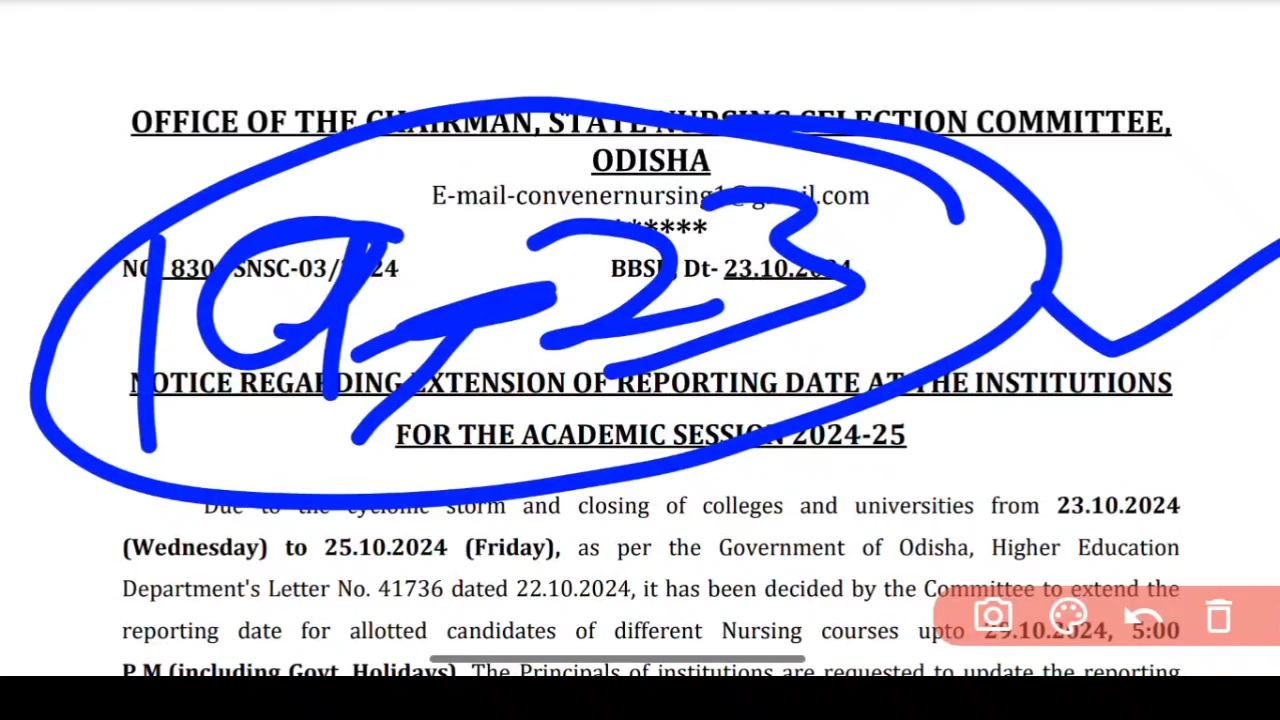 OFFICE OF THE CHAIRMAN, STATE NURSING SELECTION COMMITTEE,
ODISHA
E-mail-convenernursing1@gmail.com
******
NO. 830 SNSC-03/2024 BBSR, Dt- 23.10.2024
19, 23
NOTICE REGARDING EXTENSION OF REPORTING DATE AT THE INSTITUTIONS
FOR THE ACADEMIC SESSION 2024-25
Due to the cyclonic storm and closing of colleges and universities from 23.10.2024
(Wednesday) to 25.10.2024 (Friday), as per the Government of Odisha, Higher Education
Department's Letter No. 41736 dated 22.10.2024, it has been decided by the Committee to extend the
reporting date for allotted candidates of different Nursing courses upto 29.10.2024, 5:00
P.M (including Govt. Holidays). The Principals of institutions are requested to update the reporting